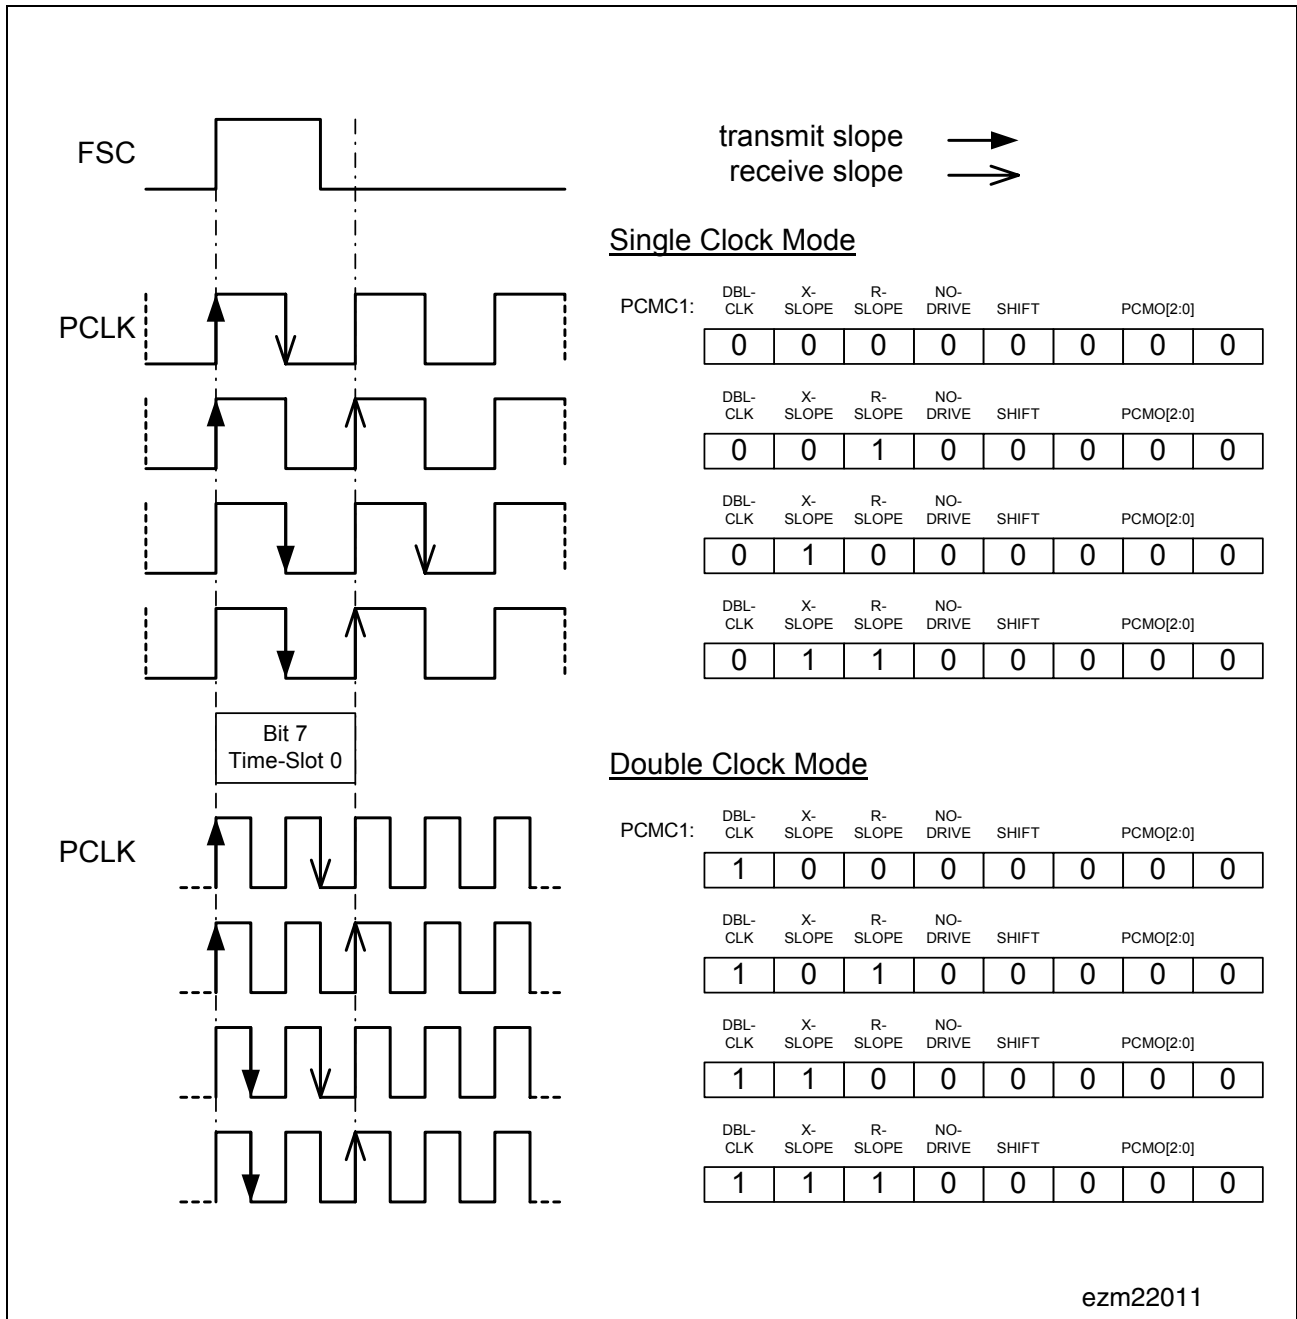 FSC
transmit slope
receive slope
Single Clock Mode
PCLK
PCMC1:
DBL-CLK X-SLOPE R-SLOPE NO-DRIVE SHIFT PCMO[2:0]
0 0 0 0 0 0 0 0
DBL-CLK X-SLOPE R-SLOPE NO-DRIVE SHIFT PCMO[2:0]
0 0 1 0 0 0 0 0
DBL-CLK X-SLOPE R-SLOPE NO-DRIVE SHIFT PCMO[2:0]
0 1 0 0 0 0 0 0
DBL-CLK X-SLOPE R-SLOPE NO-DRIVE SHIFT PCMO[2:0]
0 1 1 0 0 0 0 0
Bit 7
Time-Slot 0
Double Clock Mode
PCLK
PCMC1:
DBL-CLK X-SLOPE R-SLOPE NO-DRIVE SHIFT PCMO[2:0]
1 0 0 0 0 0 0 0
DBL-CLK X-SLOPE R-SLOPE NO-DRIVE SHIFT PCMO[2:0]
1 0 1 0 0 0 0 0
DBL-CLK X-SLOPE R-SLOPE NO-DRIVE SHIFT PCMO[2:0]
1 1 0 0 0 0 0 0
DBL-CLK X-SLOPE R-SLOPE NO-DRIVE SHIFT PCMO[2:0]
1 1 1 0 0 0 0 0
ezm22011